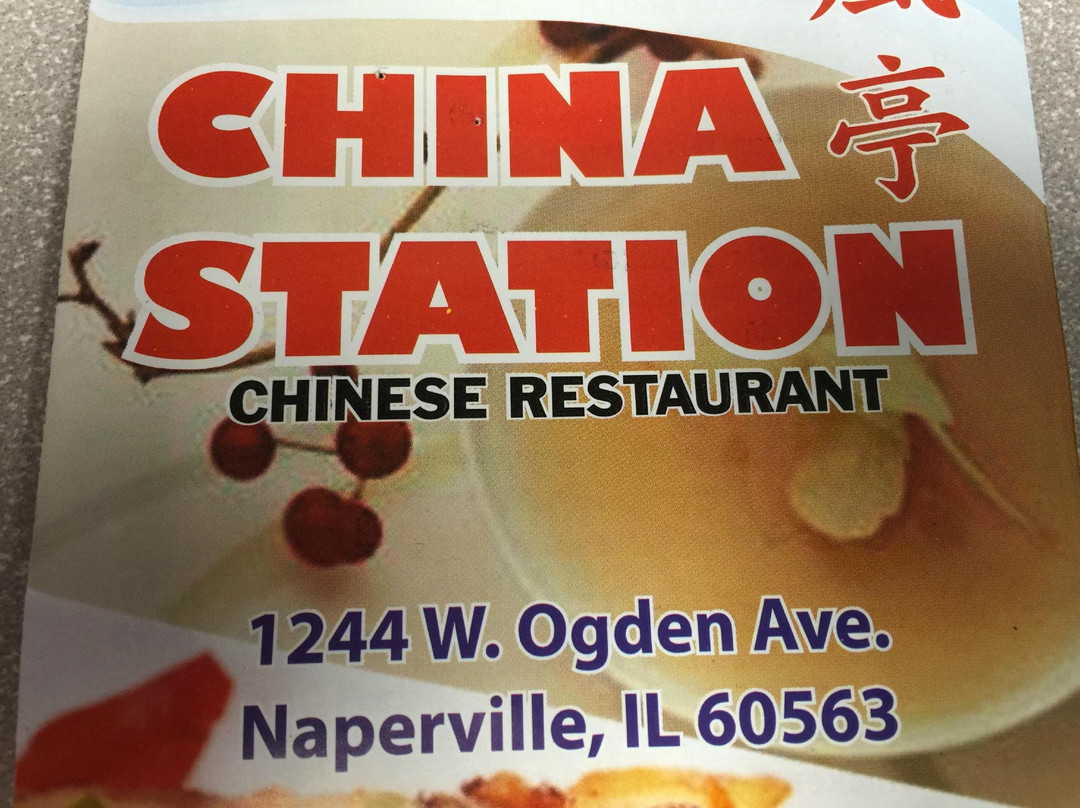 亭
CHINA
STATION
CHINESE RESTAURANT
1244 W. Ogden Ave.
Naperville, IL 60563